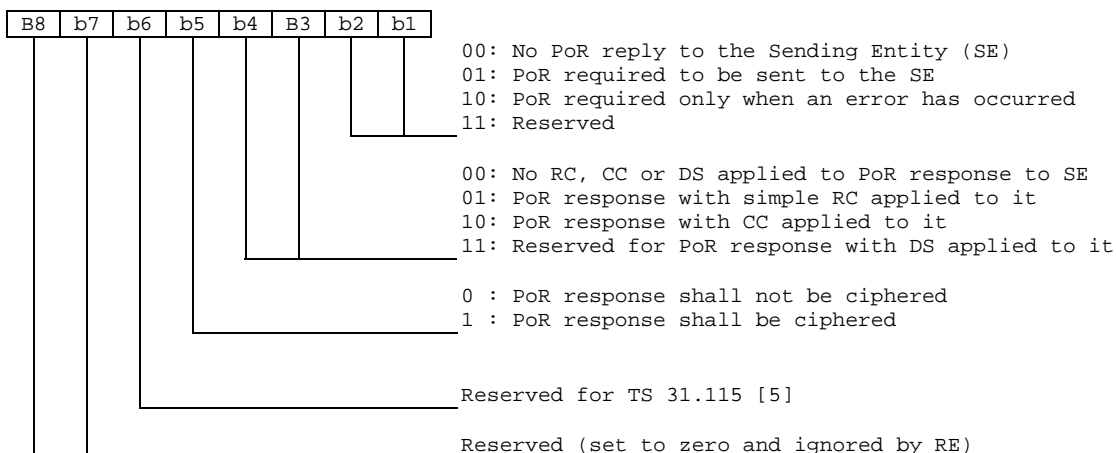 B8 b7 b6 b5 b4 B3 b2 b1
00: No PoR reply to the Sending Entity (SE)
01: PoR required to be sent to the SE
10: PoR required only when an error has occurred
11: Reserved
00: No RC, CC or DS applied to PoR response to SE
01: PoR response with simple RC applied to it
10: PoR response with CC applied to it
11: Reserved for PoR response with DS applied to it
0 : PoR response shall not be ciphered
1 : PoR response shall be ciphered
Reserved for TS 31.115 [5]
Reserved (set to zero and ignored by RE)